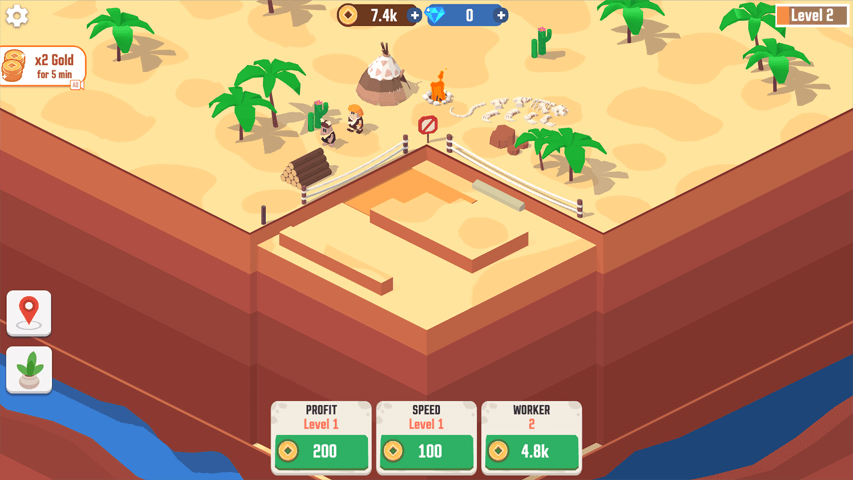 7.4k
0
Level 2
x2 Gold
for 5 min
PROFIT
Level 1
200
SPEED
Level 1
100
WORKER
2
4.8k